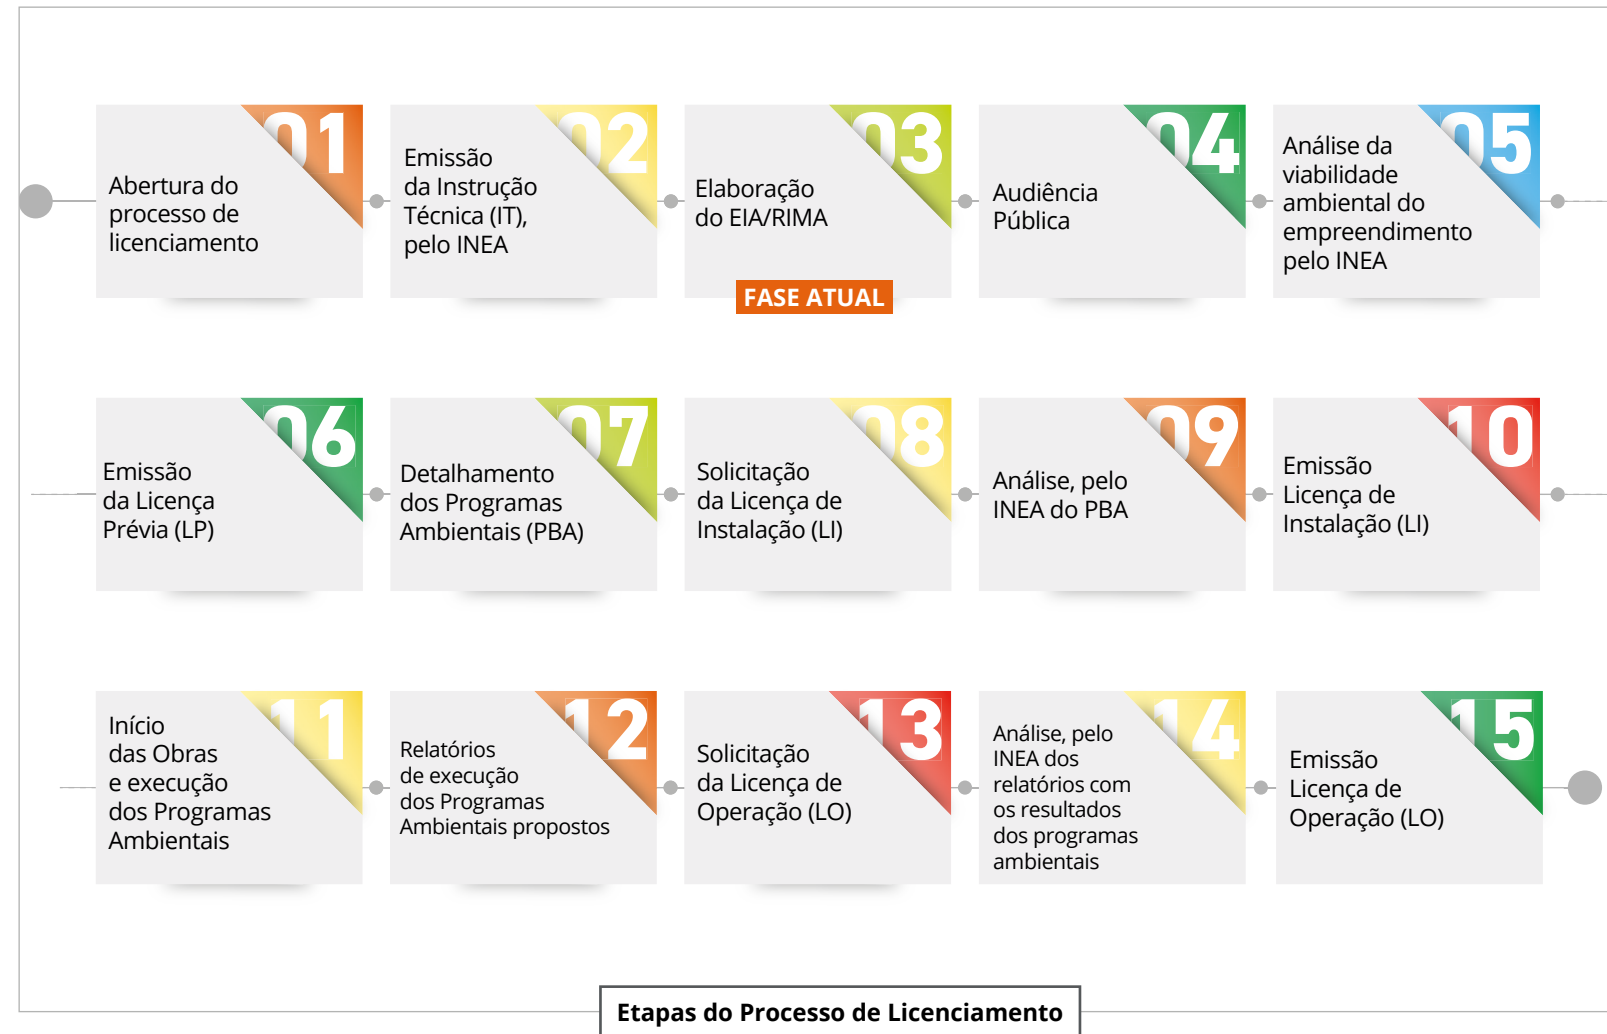 01
Abertura do
processo de
licenciamento
02
Emissão
da Instrução
Técnica (IT),
pelo INEA
03
Elaboração
do EIA/RIMA
FASE ATUAL
04
Audiência
Pública
05
Análise da
viabilidade
ambiental do
empreendimento
pelo INEA
06
Emissão
da Licença
Prévia (LP)
07
Detalhamento
dos Programas
Ambientais (PBA)
08
Solicitação
da Licença de
Instalação (LI)
09
Análise, pelo
INEA do PBA
10
Emissão
Licença de
Instalação (LI)
11
Início
das Obras
e execução
dos Programas
Ambientais
12
Relatórios
de execução
dos Programas
Ambientais propostos
13
Solicitação
da Licença de
Operação (LO)
14
Análise, pelo
INEA dos
relatórios com
os resultados
dos programas
ambientais
15
Emissão
Licença de
Operação (LO)
Etapas do Processo de Licenciamento